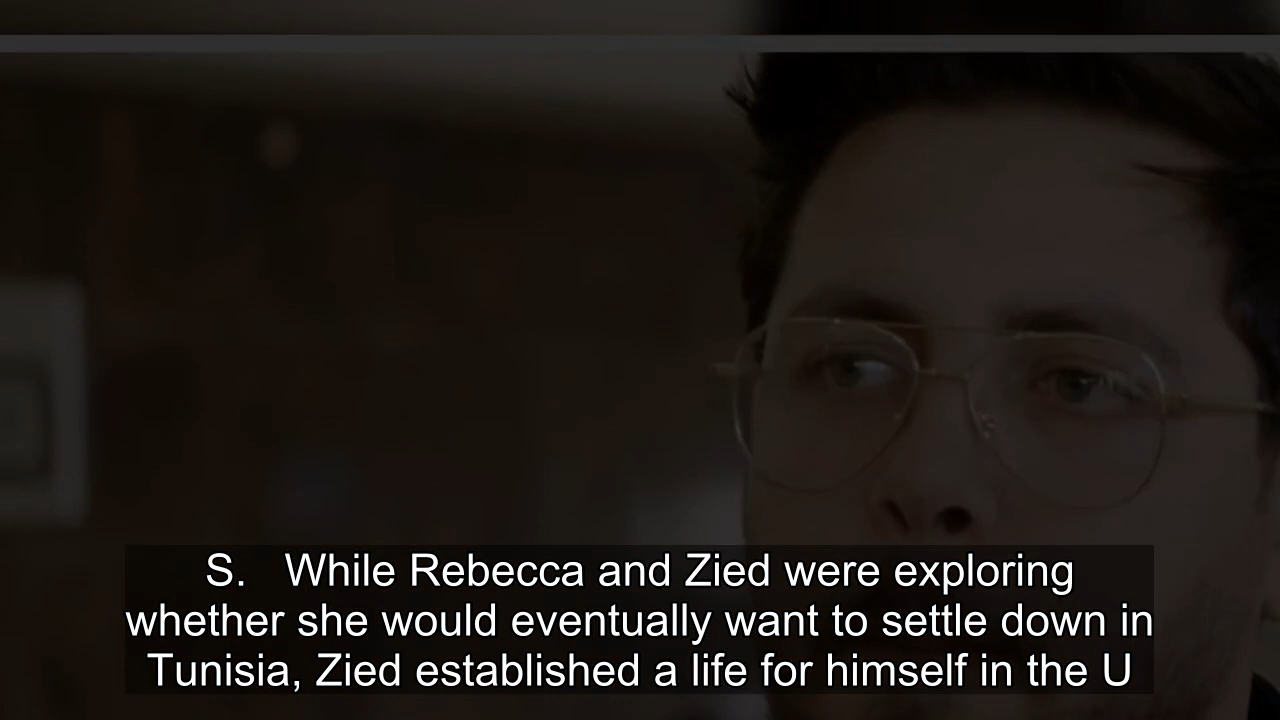 S.   While Rebecca and Zied were exploring
whether she would eventually want to settle down in
Tunisia, Zied established a life for himself in the U